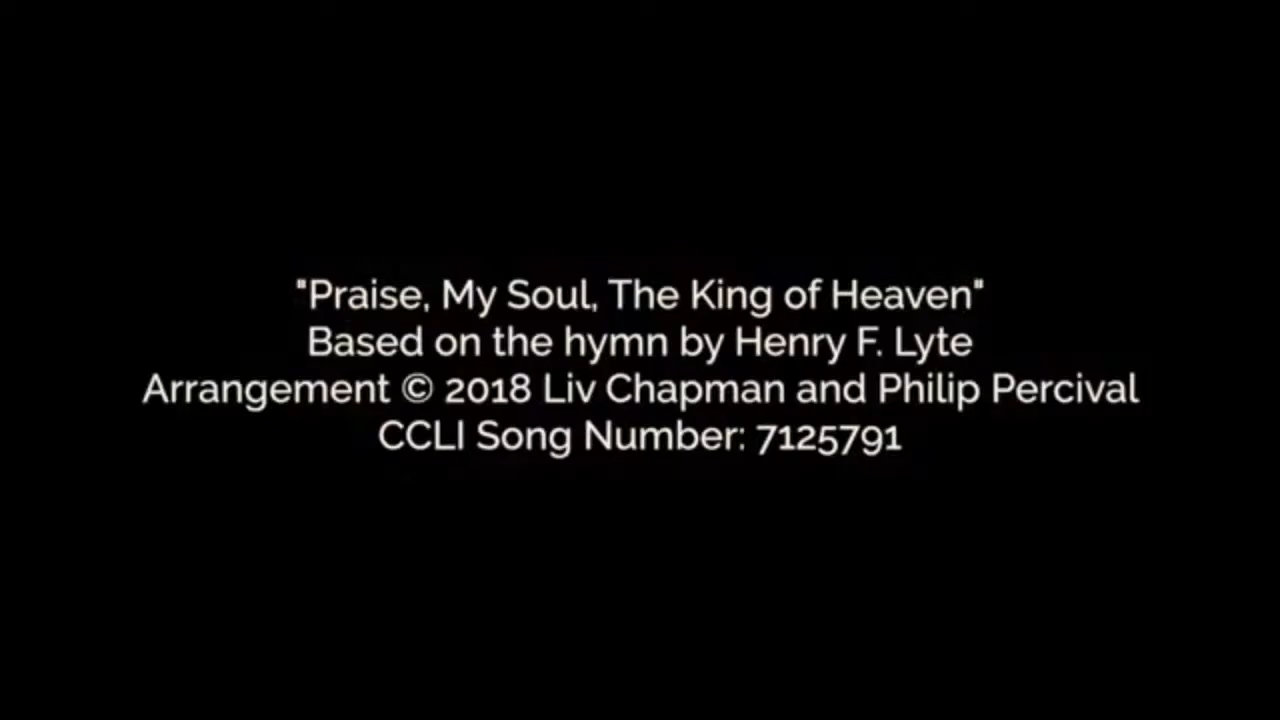 "Praise, My Soul, The King of Heaven"
Based on the hymn by Henry F. Lyte
Arrangement © 2018 Liv Chapman and Philip Percival
CCLI Song Number: 7125791